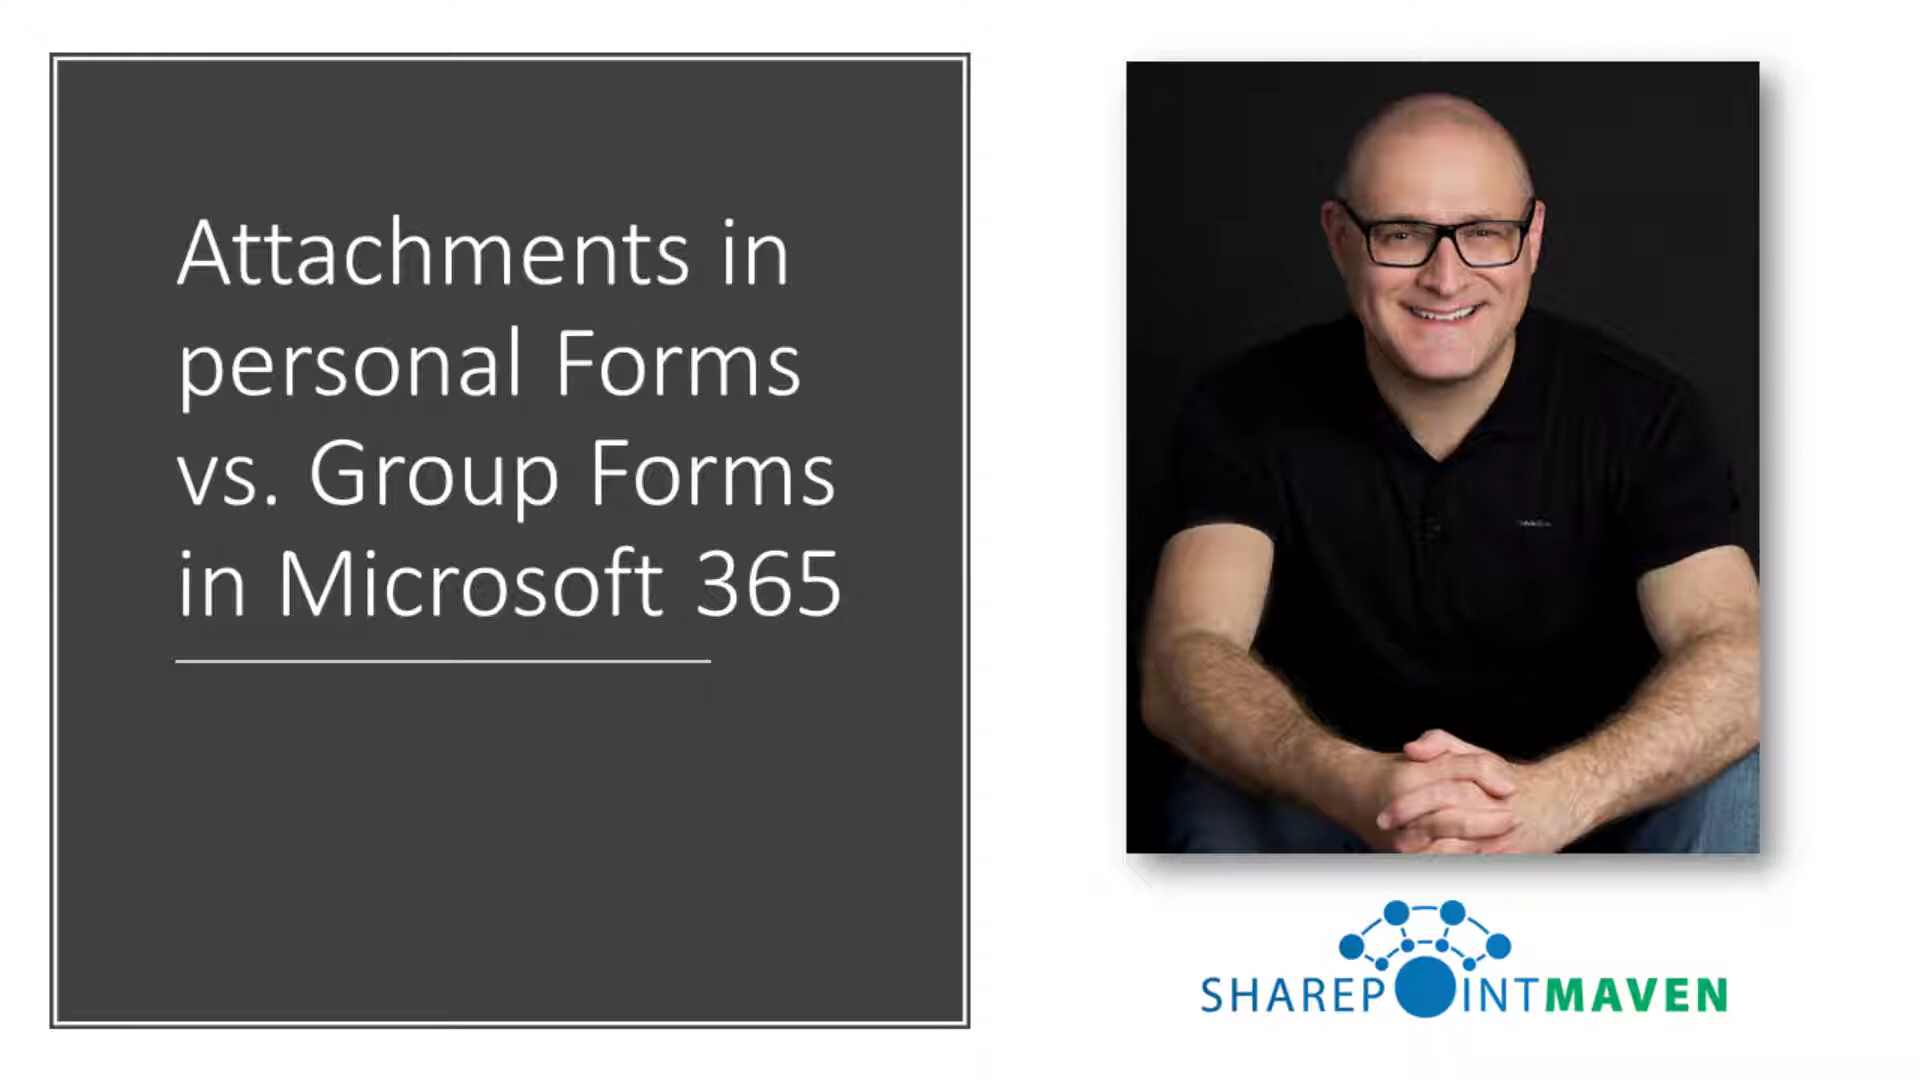 Attachments in
personal Forms
vs. Group Forms
in Microsoft 365
SHAREPOINTMAVEN